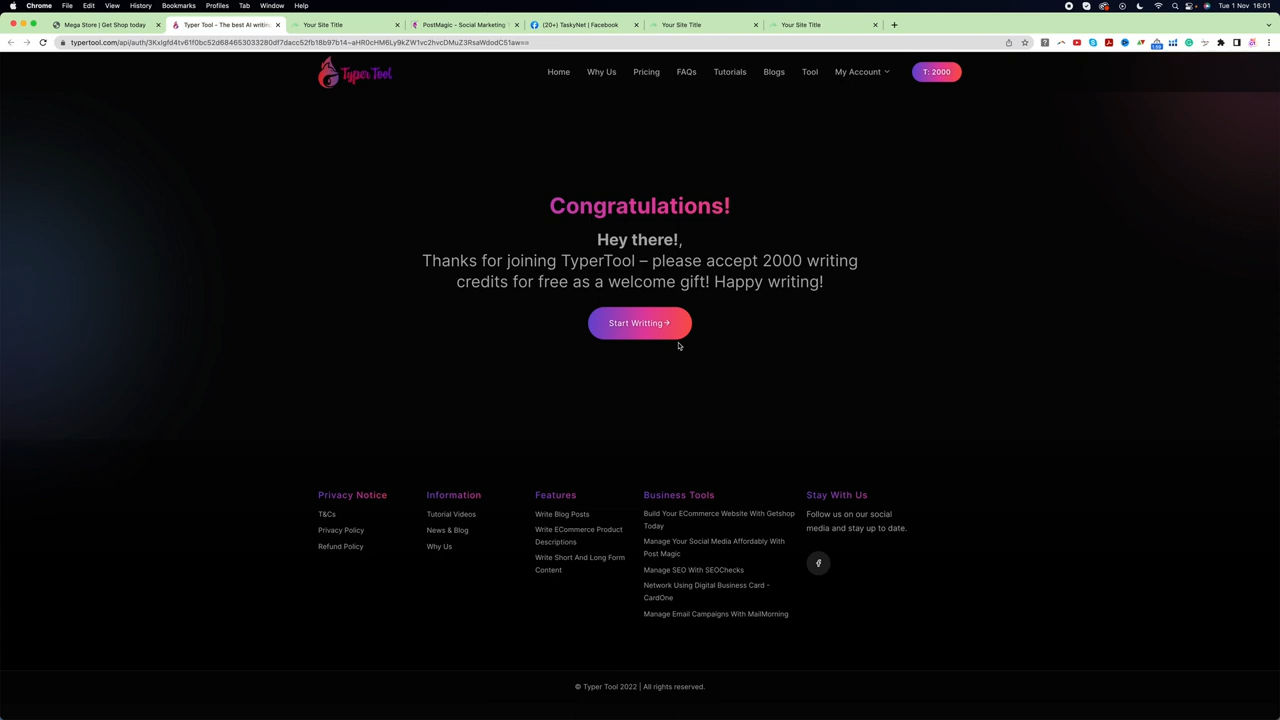 Chrome File Edit View History Bookmarks Profiles Tab Window Help Tue 1 Nov 16:01
Mega Store | Get Shop today
Typer Tool - The best AI writin
Your Site Title
PostMagic - Social Marketing
(20+) TaskyNet | Facebook
Your Site Title
Your Site Title
Typer Tool
Home Why Us Pricing FAQs Tutorials Blogs Tool My Account T: 2000
Congratulations!
Hey there!,
Thanks for joining TyperTool – please accept 2000 writing
credits for free as a welcome gift! Happy writing!
Start Writting→
Privacy Notice
T&Cs
Privacy Policy
Refund Policy
Information
Tutorial Videos
News & Blog
Why Us
Features
Write Blog Posts
Write ECommerce Product
Descriptions
Write Short And Long Form
Content
Business Tools
Build Your ECommerce Website With Getshop
Today
Manage Your Social Media Affordably With
Post Magic
Manage SEO With SEOChecks
Network Using Digital Business Card -
CardOne
Manage Email Campaigns With MailMorning
Stay With Us
Follow us on our social
media and stay up to date.
© Typer Tool 2022 | All rights reserved.